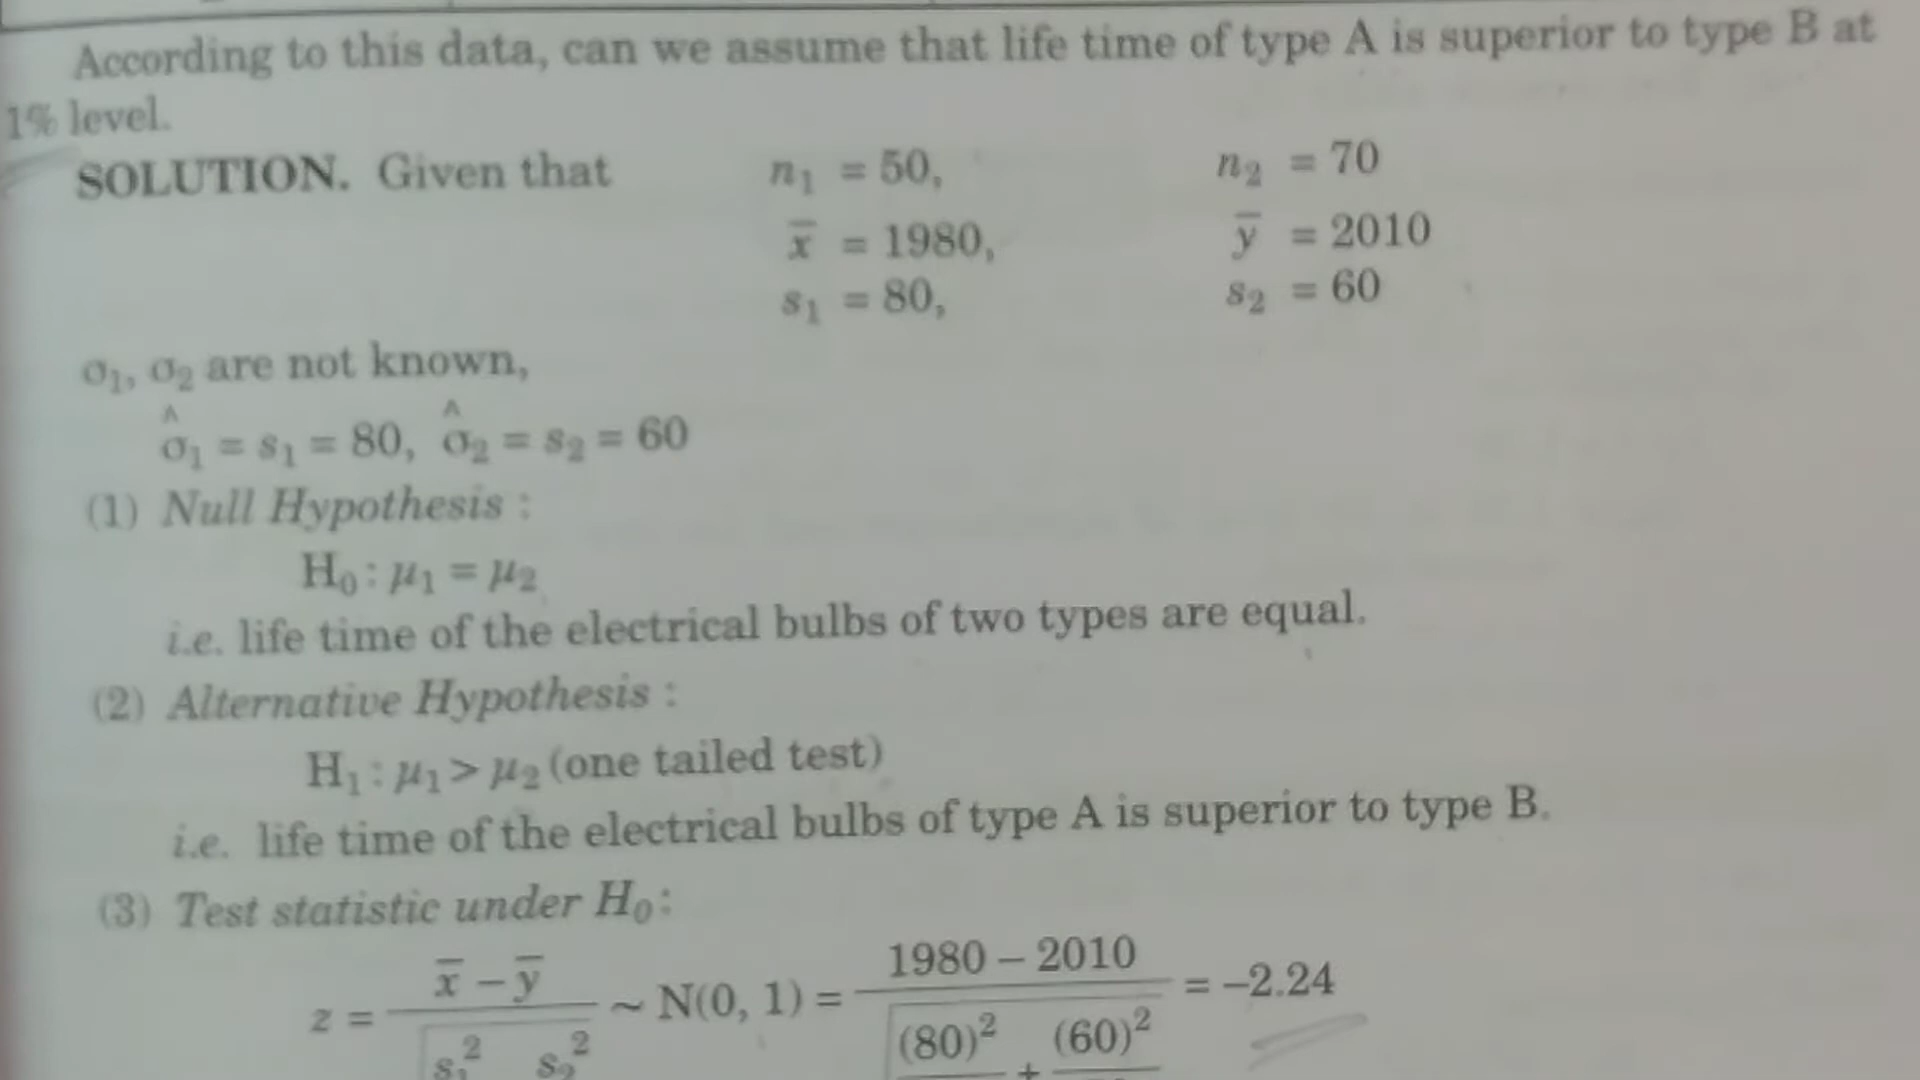 According to this data, can we assume that life time of type A is superior to type B at
1% level.
SOLUTION. Given that n₁ = 50, n₂ = 70
x̄ = 1980, ȳ = 2010
s₁ = 80, s₂ = 60
σ₁, σ₂ are not known,
σ̂₁ = s₁ = 80, σ̂₂ = s₂ = 60
(1) Null Hypothesis :
H₀ : μ₁ = μ₂
i.e. life time of the electrical bulbs of two types are equal.
(2) Alternative Hypothesis :
H₁ : μ₁ > μ₂ (one tailed test)
i.e. life time of the electrical bulbs of type A is superior to type B.
(3) Test statistic under H₀:
x̄ – ȳ 1980 – 2010
z = ~ N(0, 1) = = –2.24
s₁² s₂² (80)² + (60)²